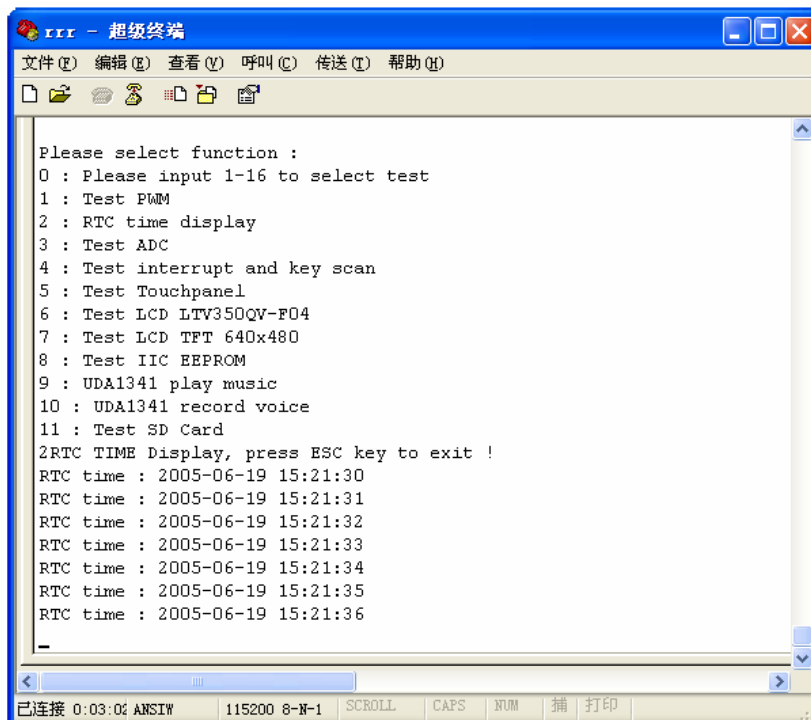 rrr - 超级终端
文件(F) 编辑(E) 查看(V) 呼叫(C) 传送(T) 帮助(H)
Please select function :
0 : Please input 1-16 to select test
1 : Test PWM
2 : RTC time display
3 : Test ADC
4 : Test interrupt and key scan
5 : Test Touchpanel
6 : Test LCD LTV350QV-F04
7 : Test LCD TFT 640x480
8 : Test IIC EEPROM
9 : UDA1341 play music
10 : UDA1341 record voice
11 : Test SD Card
2RTC TIME Display, press ESC key to exit !
RTC time : 2005-06-19 15:21:30
RTC time : 2005-06-19 15:21:31
RTC time : 2005-06-19 15:21:32
RTC time : 2005-06-19 15:21:33
RTC time : 2005-06-19 15:21:34
RTC time : 2005-06-19 15:21:35
RTC time : 2005-06-19 15:21:36
已连接 0:03:02 ANSIW 115200 8-N-1 SCROLL CAPS NUM 捕 打印